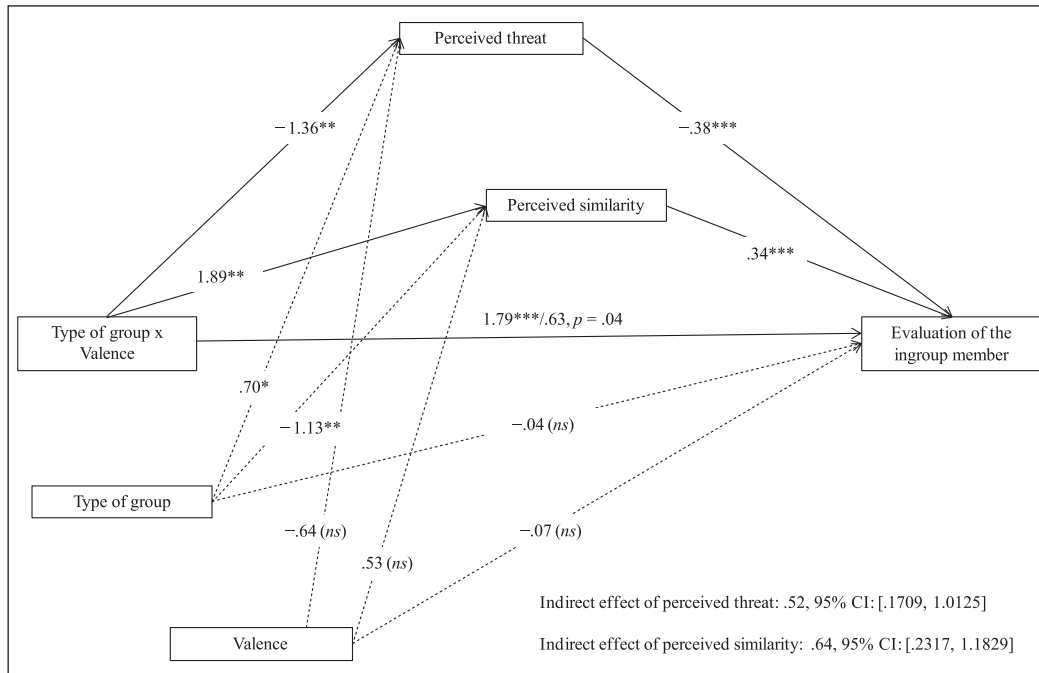 Perceived threat
−1.36**
−.38***
Perceived similarity
1.89**
.34***
Type of group x
Valence
1.79***/.63, p = .04
Evaluation of the
ingroup member
.70*
−1.13**
−.04 (ns)
Type of group
−.64 (ns)
.53 (ns)
−.07 (ns)
Valence
Indirect effect of perceived threat: .52, 95% CI: [.1709, 1.0125]
Indirect effect of perceived similarity: .64, 95% CI: [.2317, 1.1829]